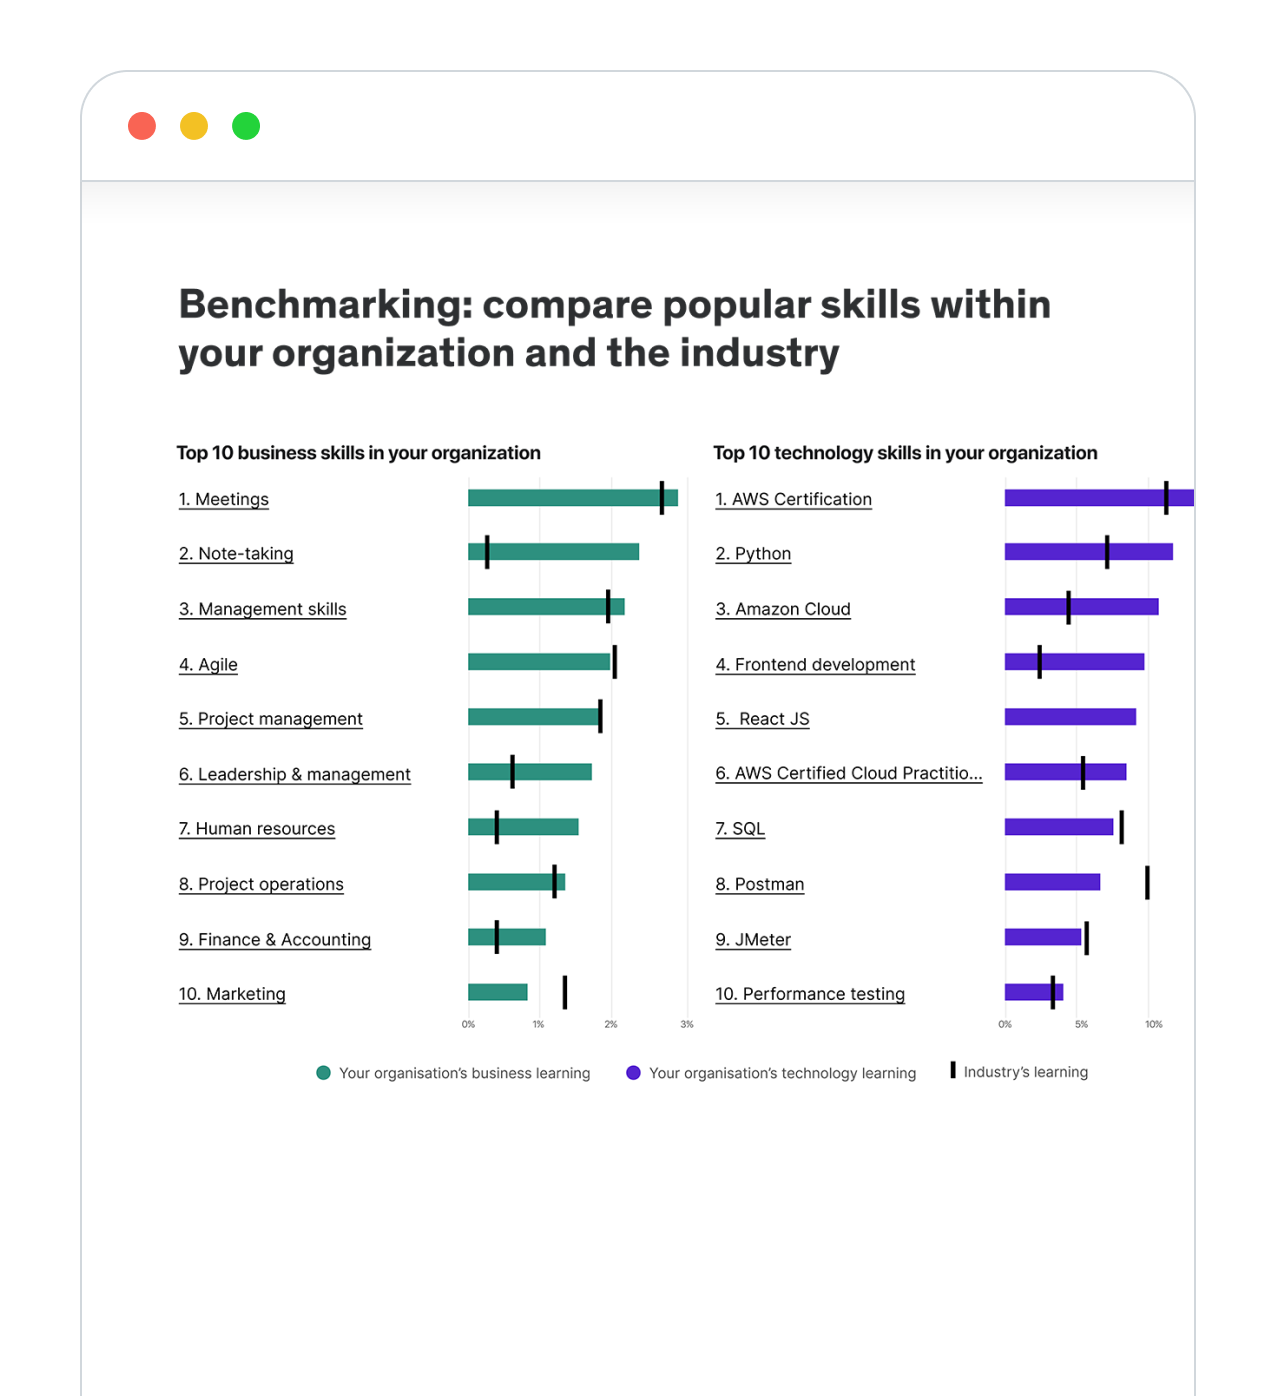 Benchmarking: compare popular skills within
your organization and the industry
Top 10 business skills in your organization
1. Meetings
2. Note-taking
3. Management skills
4. Agile
5. Project management
6. Leadership & management
7. Human resources
8. Project operations
9. Finance & Accounting
10. Marketing
0% 1% 2% 3%
Top 10 technology skills in your organization
1. AWS Certification
2. Python
3. Amazon Cloud
4. Frontend development
5. React JS
6. AWS Certified Cloud Practitio...
7. SQL
8. Postman
9. JMeter
10. Performance testing
0% 5% 10%
Your organisation's business learning
Your organisation's technology learning
Industry's learning